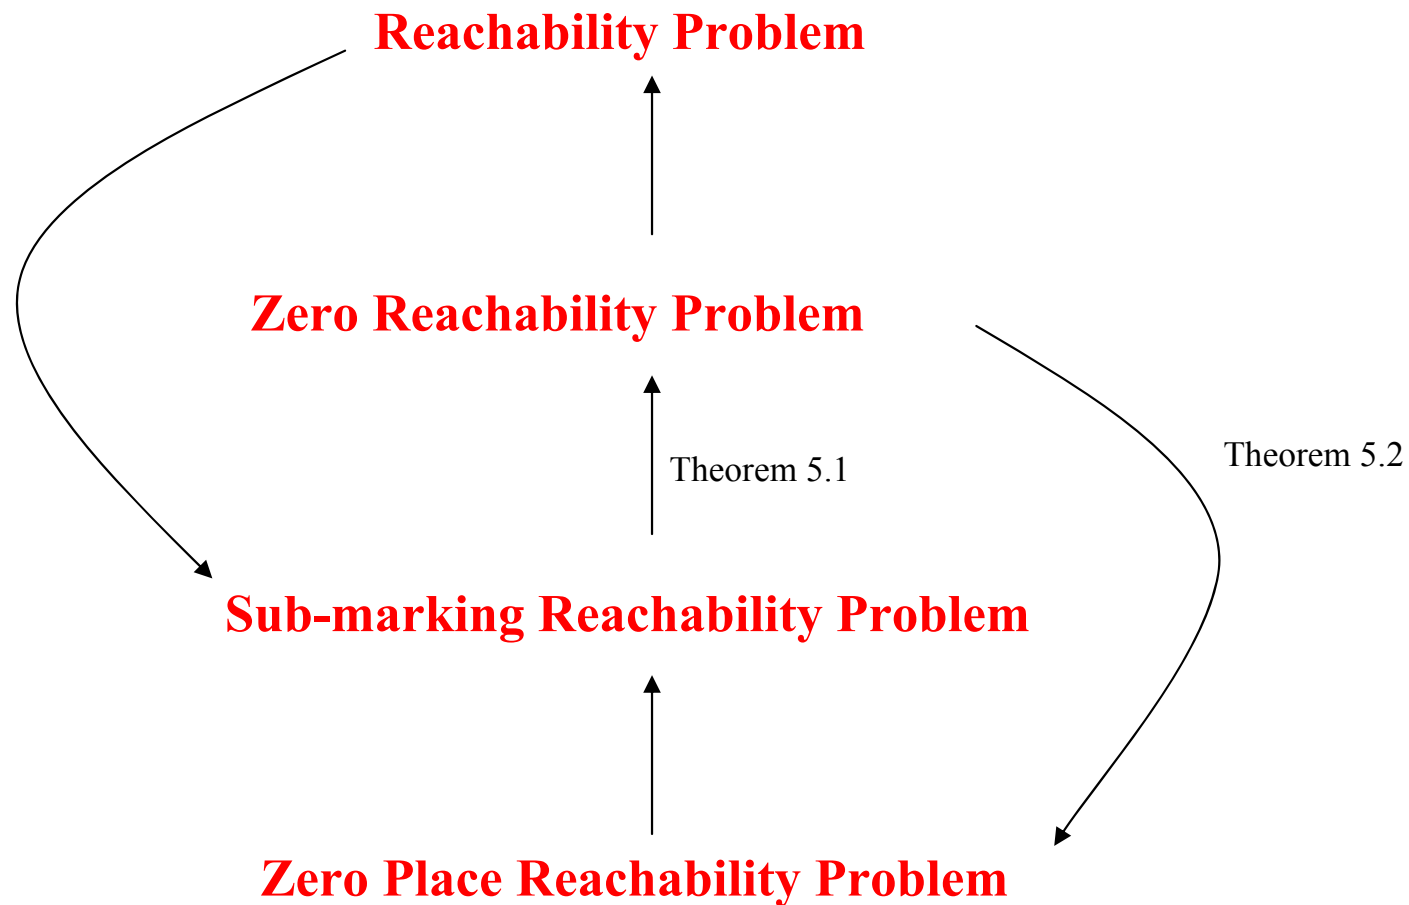 Reachability Problem
Zero Reachability Problem
Theorem 5.2
Theorem 5.1
Sub-marking Reachability Problem
Zero Place Reachability Problem